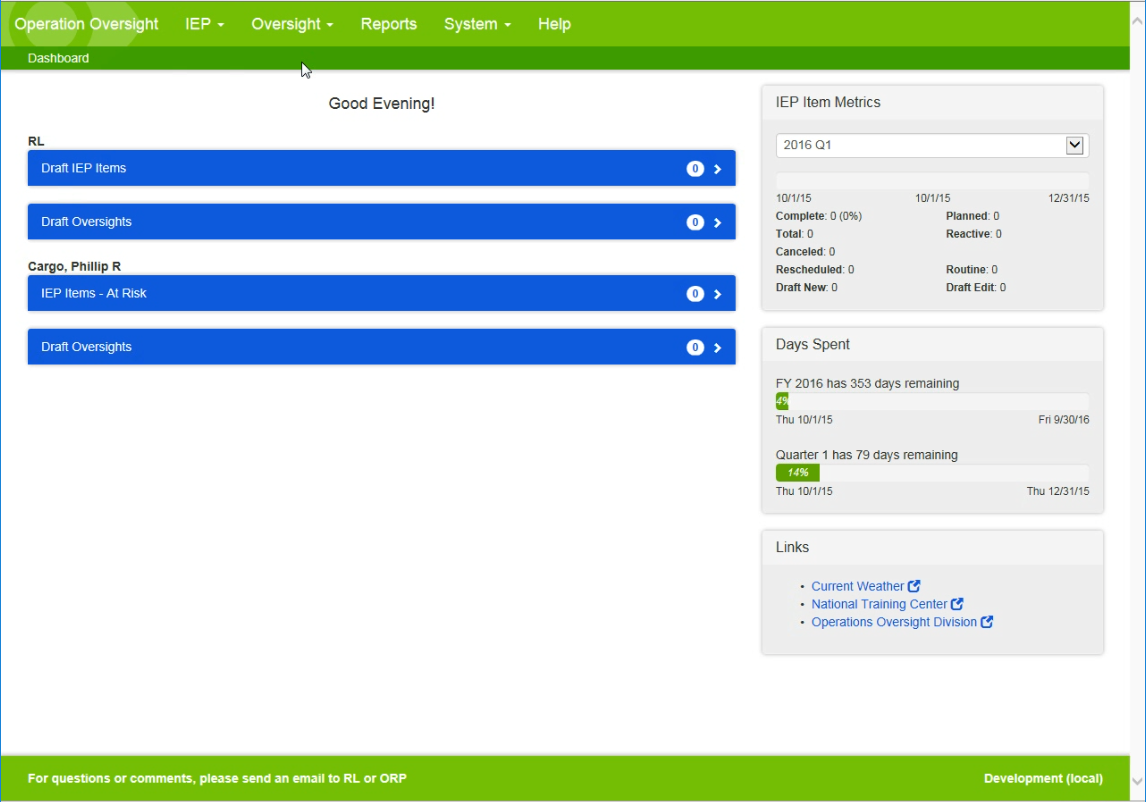 Operation Oversight IEP Oversight Reports System Help
Dashboard
Good Evening!
RL
Draft IEP Items 0
Draft Oversights 0
Cargo, Phillip R
IEP Items - At Risk 0
Draft Oversights 0
IEP Item Metrics
2016 Q1
10/1/15 10/1/15 12/31/15
Complete: 0 (0%) Planned: 0
Total: 0 Reactive: 0
Canceled: 0
Rescheduled: 0 Routine: 0
Draft New: 0 Draft Edit: 0
Days Spent
FY 2016 has 353 days remaining
4%
Thu 10/1/15 Fri 9/30/16
Quarter 1 has 79 days remaining
14%
Thu 10/1/15 Thu 12/31/15
Links
• Current Weather
• National Training Center
• Operations Oversight Division
For questions or comments, please send an email to RL or ORP Development (local)